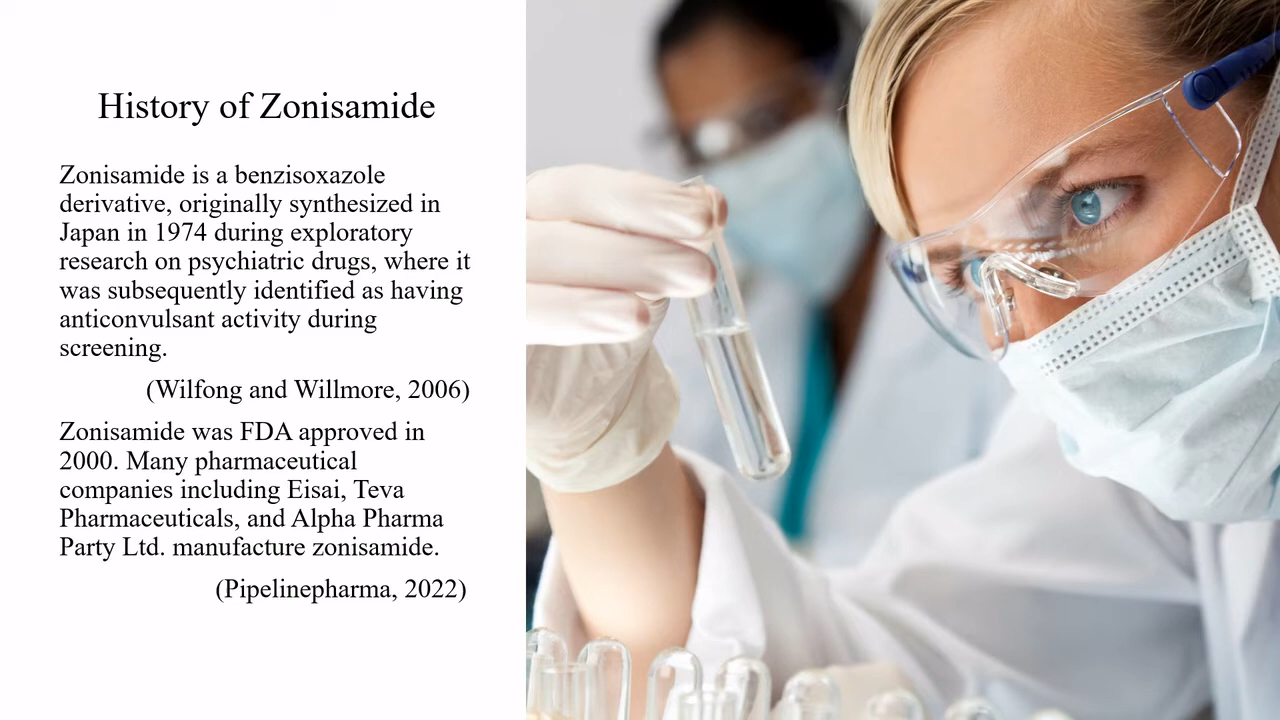 History of Zonisamide
Zonisamide is a benzisoxazole
derivative, originally synthesized in
Japan in 1974 during exploratory
research on psychiatric drugs, where it
was subsequently identified as having
anticonvulsant activity during
screening.
(Wilfong and Willmore, 2006)
Zonisamide was FDA approved in
2000. Many pharmaceutical
companies including Eisai, Teva
Pharmaceuticals, and Alpha Pharma
Party Ltd. manufacture zonisamide.
(Pipelinepharma, 2022)